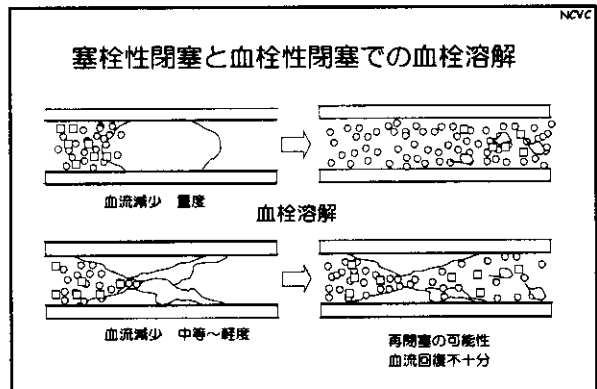 NCVC
塞栓性閉塞と血栓性閉塞での血栓溶解
血流減少 重度
血栓溶解
血流減少 中等~軽度
再閉塞の可能性
血流回復不十分